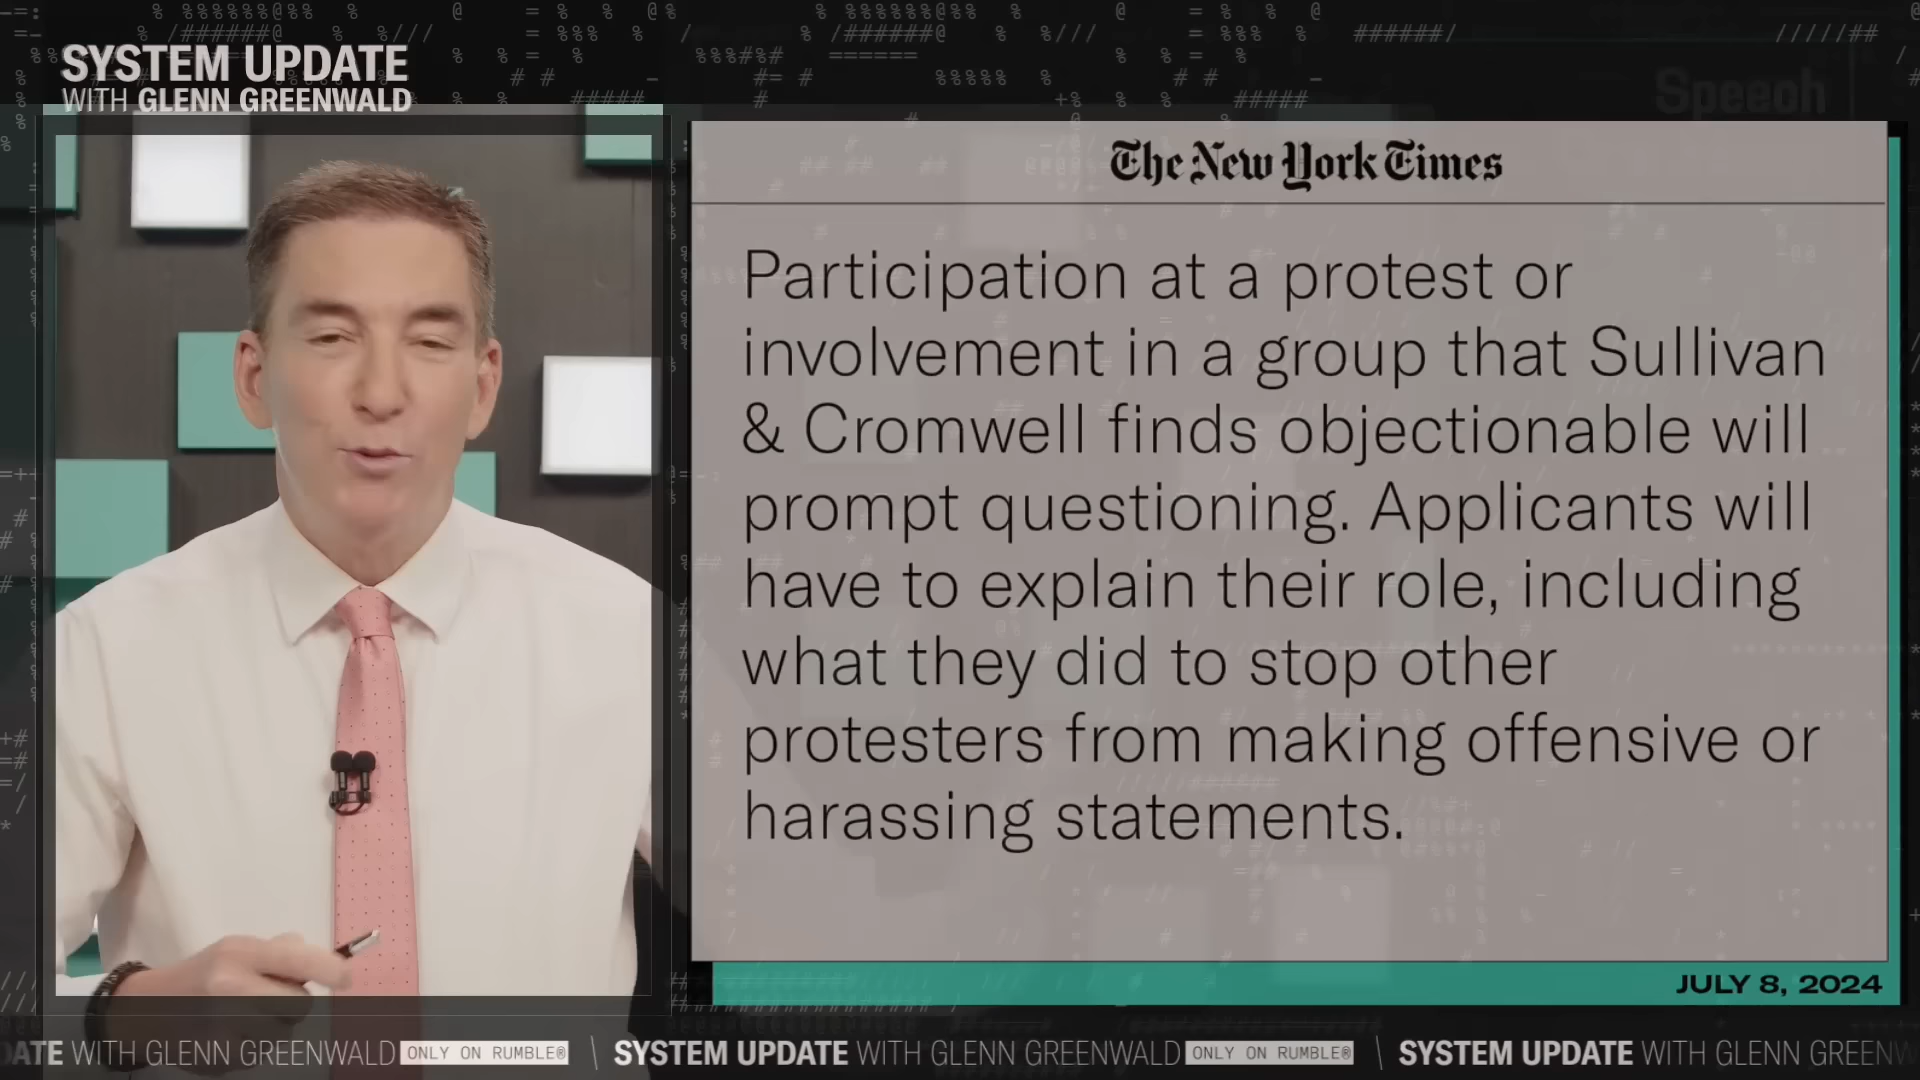 SYSTEM UPDATE
WITH GLENN GREENWALD
Speech
The New York Times
Participation at a protest or
involvement in a group that Sullivan
& Cromwell finds objectionable will
prompt questioning. Applicants will
have to explain their role, including
what they did to stop other
protesters from making offensive or
harassing statements.
JULY 8, 2024
DATE WITH GLENN GREENWALD ONLY ON RUMBLE® \ SYSTEM UPDATE WITH GLENN GREENWALD ONLY ON RUMBLE® \ SYSTEM UPDATE WITH GLENN GREENW